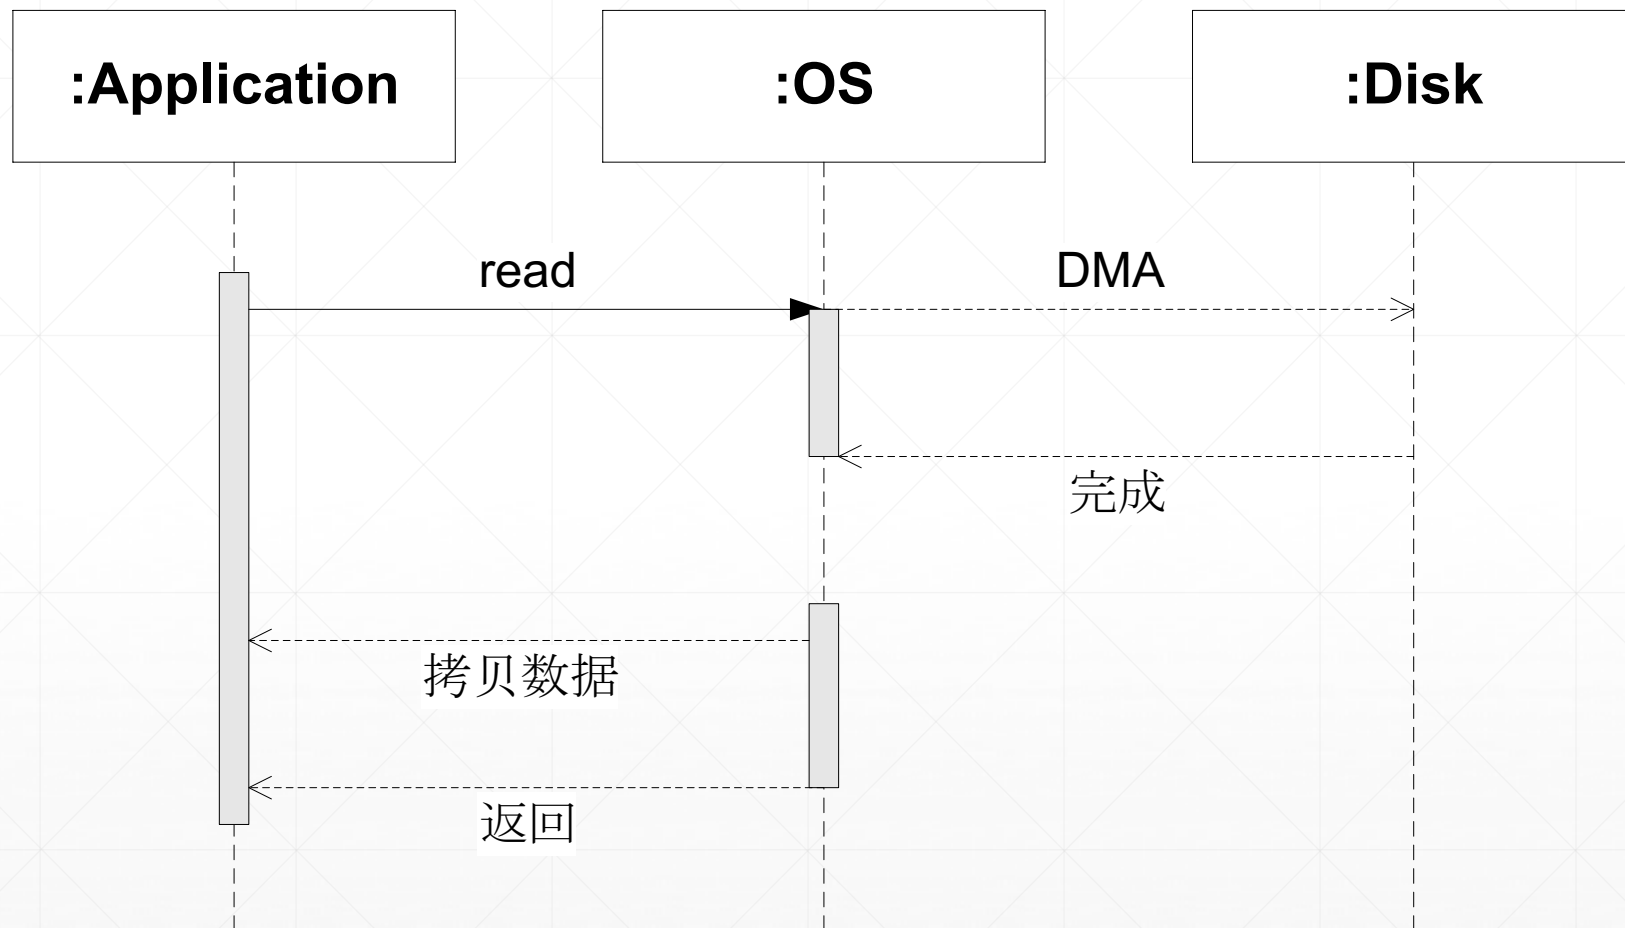 :Application
:OS
:Disk
read
DMA
完成
拷贝数据
返回